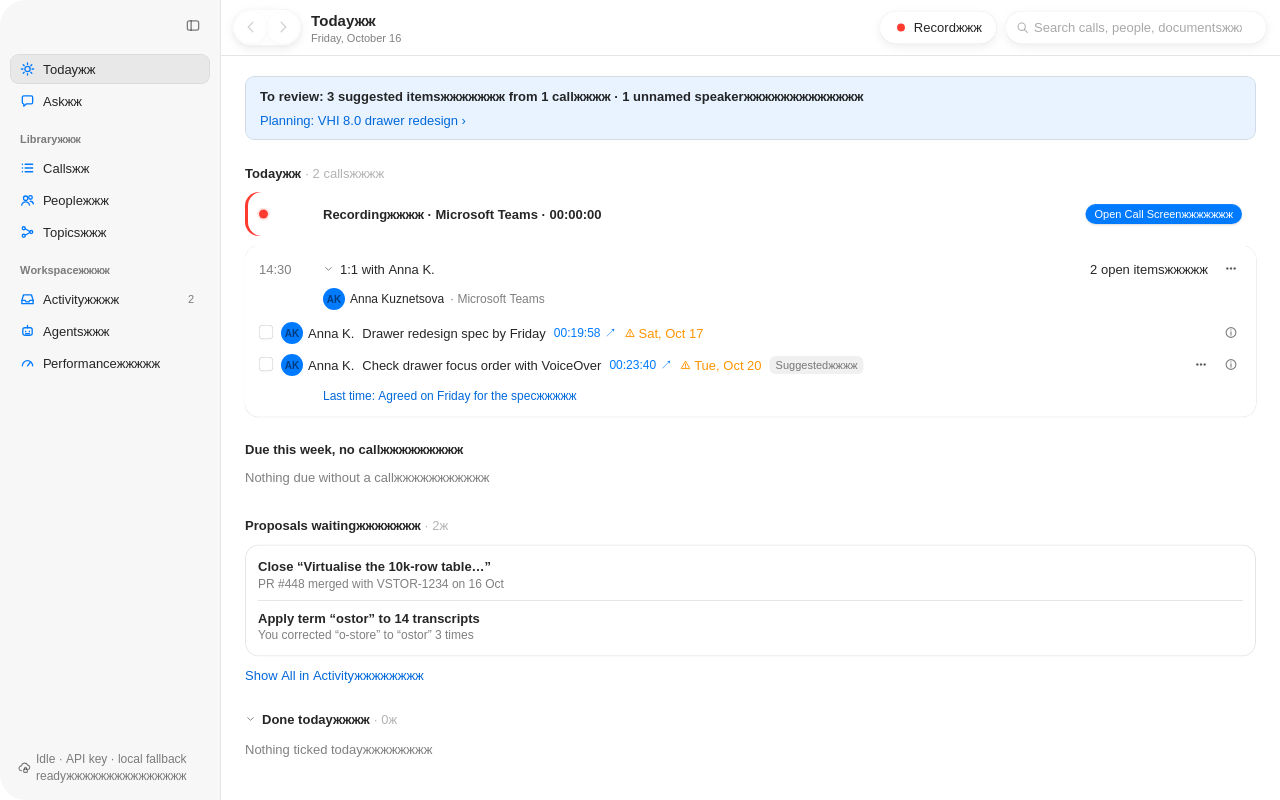 Todayжж
Friday, October 16
Recordжжж
Search calls, people, documentsжжк
Todayжж
Askжж
Libraryжжж
Callsжж
Peopleжжж
Topicsжжж
Workspaceжжжж
Activityжжжж
2
Agentsжжж
Performanceжжжжж
Idle · API key · local fallback
readyжжжжжжжжжжжжжжж
To review: 3 suggested itemsжжжжжжж from 1 callжжжж · 1 unnamed speakerжжжжжжжжжжжжж
Planning: VHI 8.0 drawer redesign ›
Todayжж · 2 callsжжжж
Recordingжжжж · Microsoft Teams · 00:00:00
Open Call Screenжжжжжжж
14:30
1:1 with Anna K.
2 open itemsжжжжж
AK Anna Kuznetsova · Microsoft Teams
AK Anna K. Drawer redesign spec by Friday 00:19:58 ↗ Sat, Oct 17
AK Anna K. Check drawer focus order with VoiceOver 00:23:40 ↗ Tue, Oct 20 Suggestedжжжж
Last time: Agreed on Friday for the specжжжжж
Due this week, no callжжжжжжжжж
Nothing due without a callжжжжжжжжжжж
Proposals waitingжжжжжжж · 2ж
Close “Virtualise the 10k-row table…”
PR #448 merged with VSTOR-1234 on 16 Oct
Apply term “ostor” to 14 transcripts
You corrected “o-store” to “ostor” 3 times
Show All in Activityжжжжжжжж
Done todayжжжж · 0ж
Nothing ticked todayжжжжжжжж